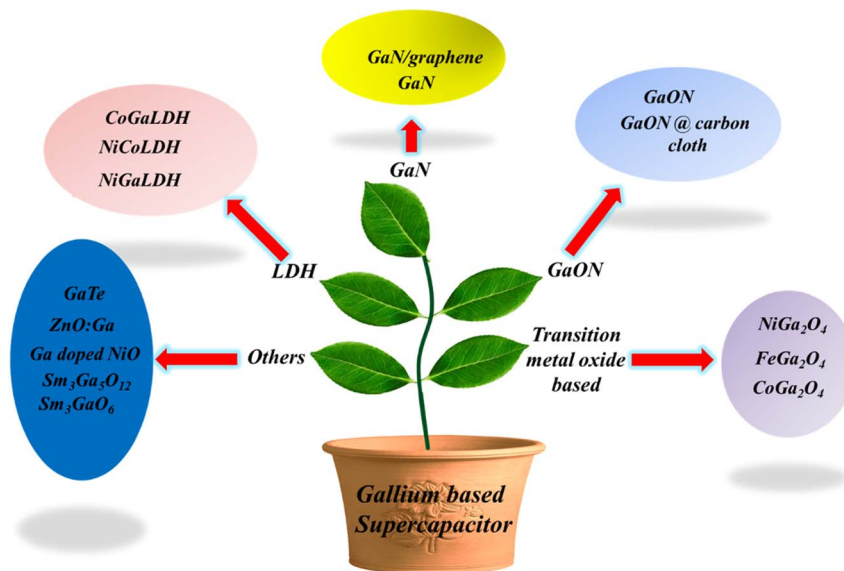 GaN/graphene
GaN
GaON
GaON @ carbon
cloth
CoGaLDH
NiCoLDH
NiGaLDH
GaN
LDH
GaON
GaTe
ZnO:Ga
Ga doped NiO
Sm₃Ga₅O₁₂
Sm₃GaO₆
Others
Transition
metal oxide
based
NiGa₂O₄
FeGa₂O₄
CoGa₂O₄
Gallium based
Supercapacitor